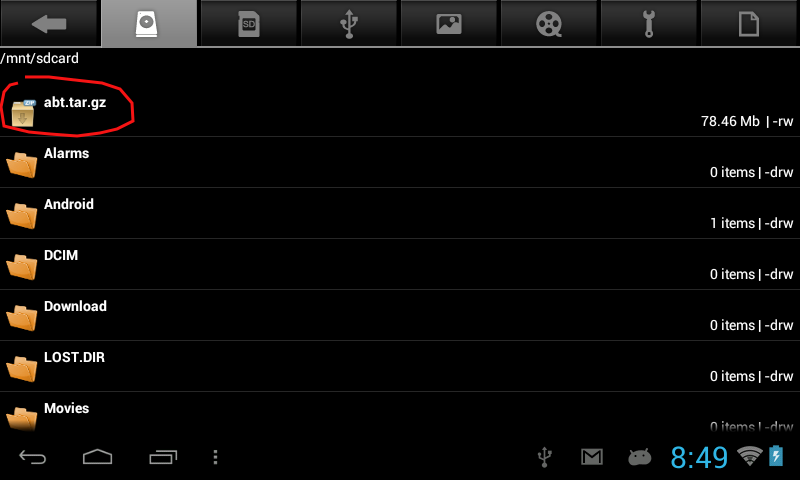 SD
/mnt/sdcard
ZIP
abt.tar.gz
78.46 Mb | -rw
Alarms
0 items | -drw
Android
1 items | -drw
DCIM
0 items | -drw
Download
0 items | -drw
LOST.DIR
0 items | -drw
Movies
0 items | -drw
8:49